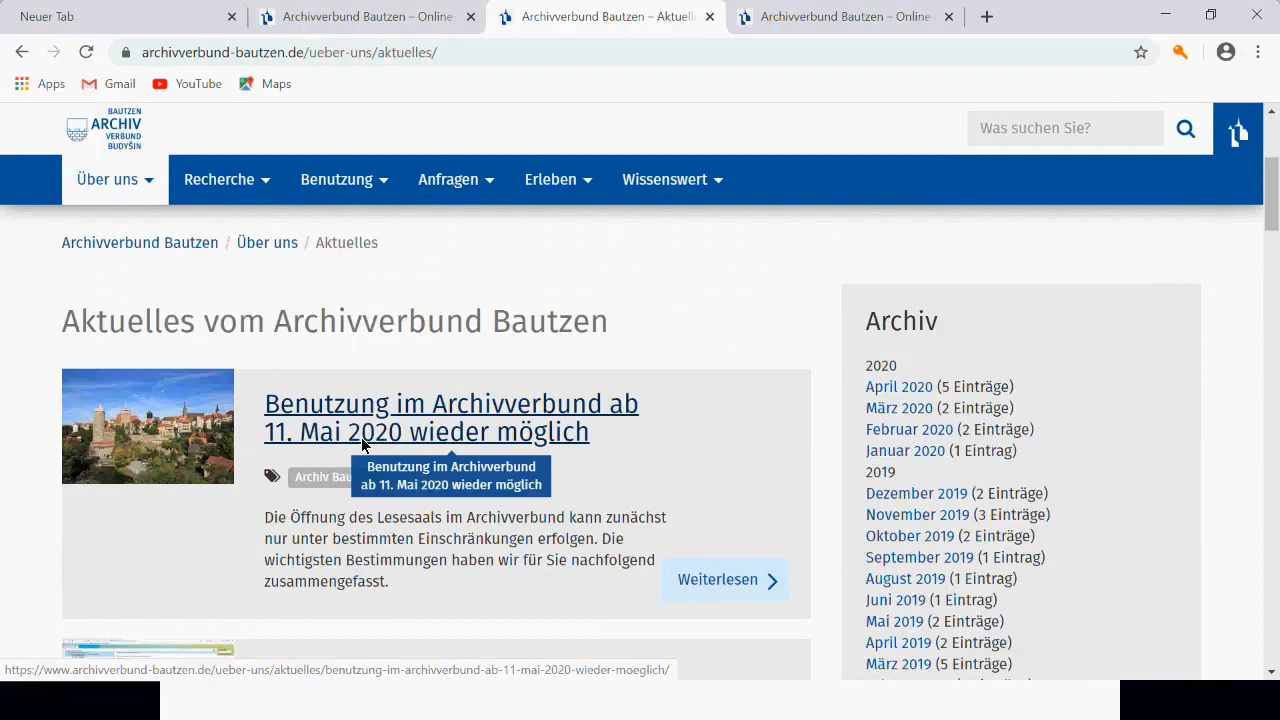 Neuer Tab
Archivverbund Bautzen – Online-
Archivverbund Bautzen – Aktuell
Archivverbund Bautzen – Online
archivverbund-bautzen.de/ueber-uns/aktuelles/
Apps
Gmail
YouTube
Maps
BAUTZEN
ARCHIV
VERBUND
BUDYŠIN
Was suchen Sie?
Über uns
Recherche
Benutzung
Anfragen
Erleben
Wissenswert
Archivverbund Bautzen / Über uns / Aktuelles
Aktuelles vom Archivverbund Bautzen
Benutzung im Archivverbund ab
11. Mai 2020 wieder möglich
Archiv Bau
Benutzung im Archivverbund
ab 11. Mai 2020 wieder möglich
Die Öffnung des Lesesaals im Archivverbund kann zunächst
nur unter bestimmten Einschränkungen erfolgen. Die
wichtigsten Bestimmungen haben wir für Sie nachfolgend
zusammengefasst.
Weiterlesen
Archiv
2020
April 2020 (5 Einträge)
März 2020 (2 Einträge)
Februar 2020 (2 Einträge)
Januar 2020 (1 Eintrag)
2019
Dezember 2019 (2 Einträge)
November 2019 (3 Einträge)
Oktober 2019 (2 Einträge)
September 2019 (1 Eintrag)
August 2019 (1 Eintrag)
Juni 2019 (1 Eintrag)
Mai 2019 (2 Einträge)
April 2019 (2 Einträge)
März 2019 (5 Einträge)
https://www.archivverbund-bautzen.de/ueber-uns/aktuelles/benutzung-im-archivverbund-ab-11-mai-2020-wieder-moeglich/